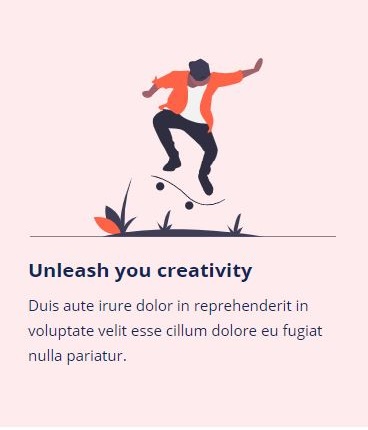 Unleash you creativity
Duis aute irure dolor in reprehenderit in
voluptate velit esse cillum dolore eu fugiat
nulla pariatur.